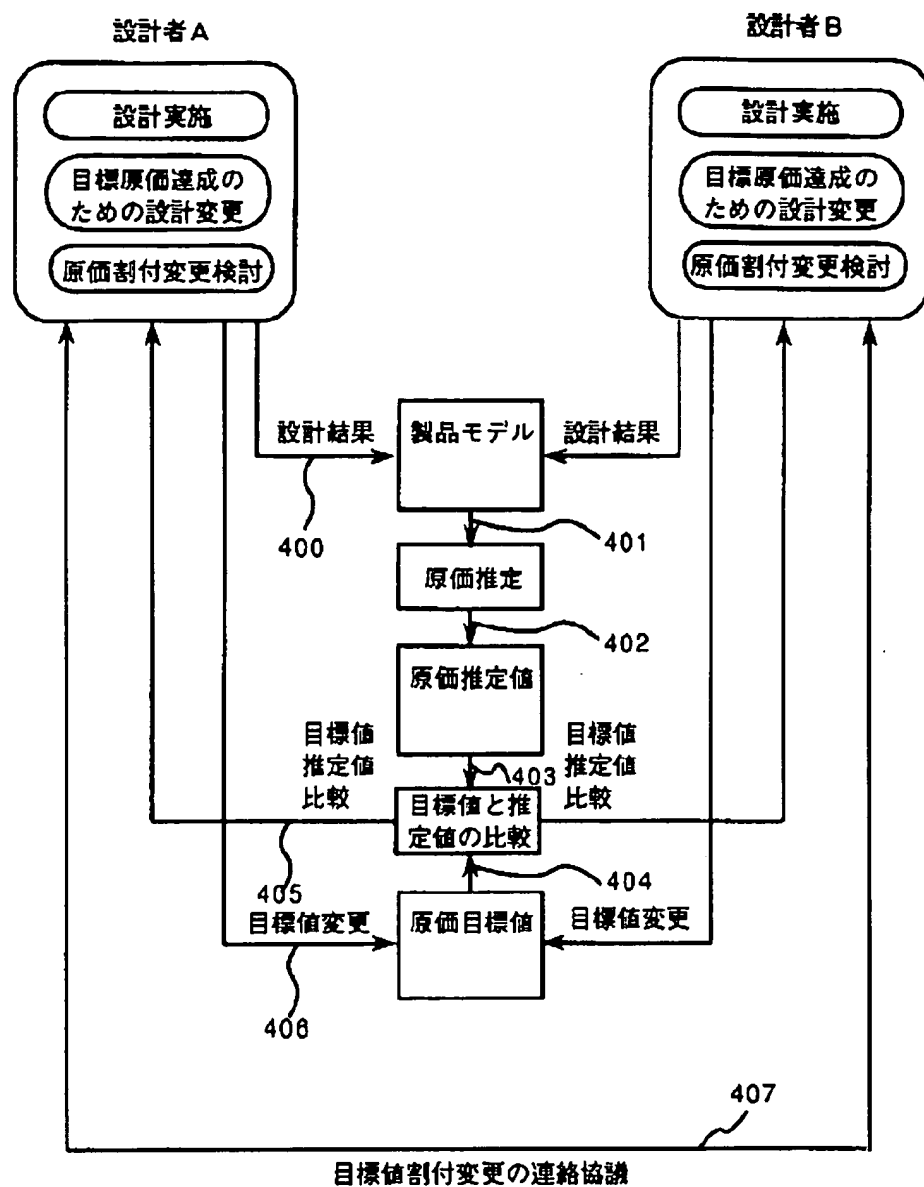 設計者A
設計者B
設計実施
目標原価達成の
ための設計変更
原価割付変更検討
設計実施
目標原価達成の
ための設計変更
原価割付変更検討
設計結果
製品モデル
設計結果
400
401
原価推定
402
原価推定値
目標値
推定値
比較
目標値
推定値
比較
403
目標値と推
定値の比較
404
405
目標値変更
原価目標値
目標値変更
406
407
目標値割付変更の連絡協議